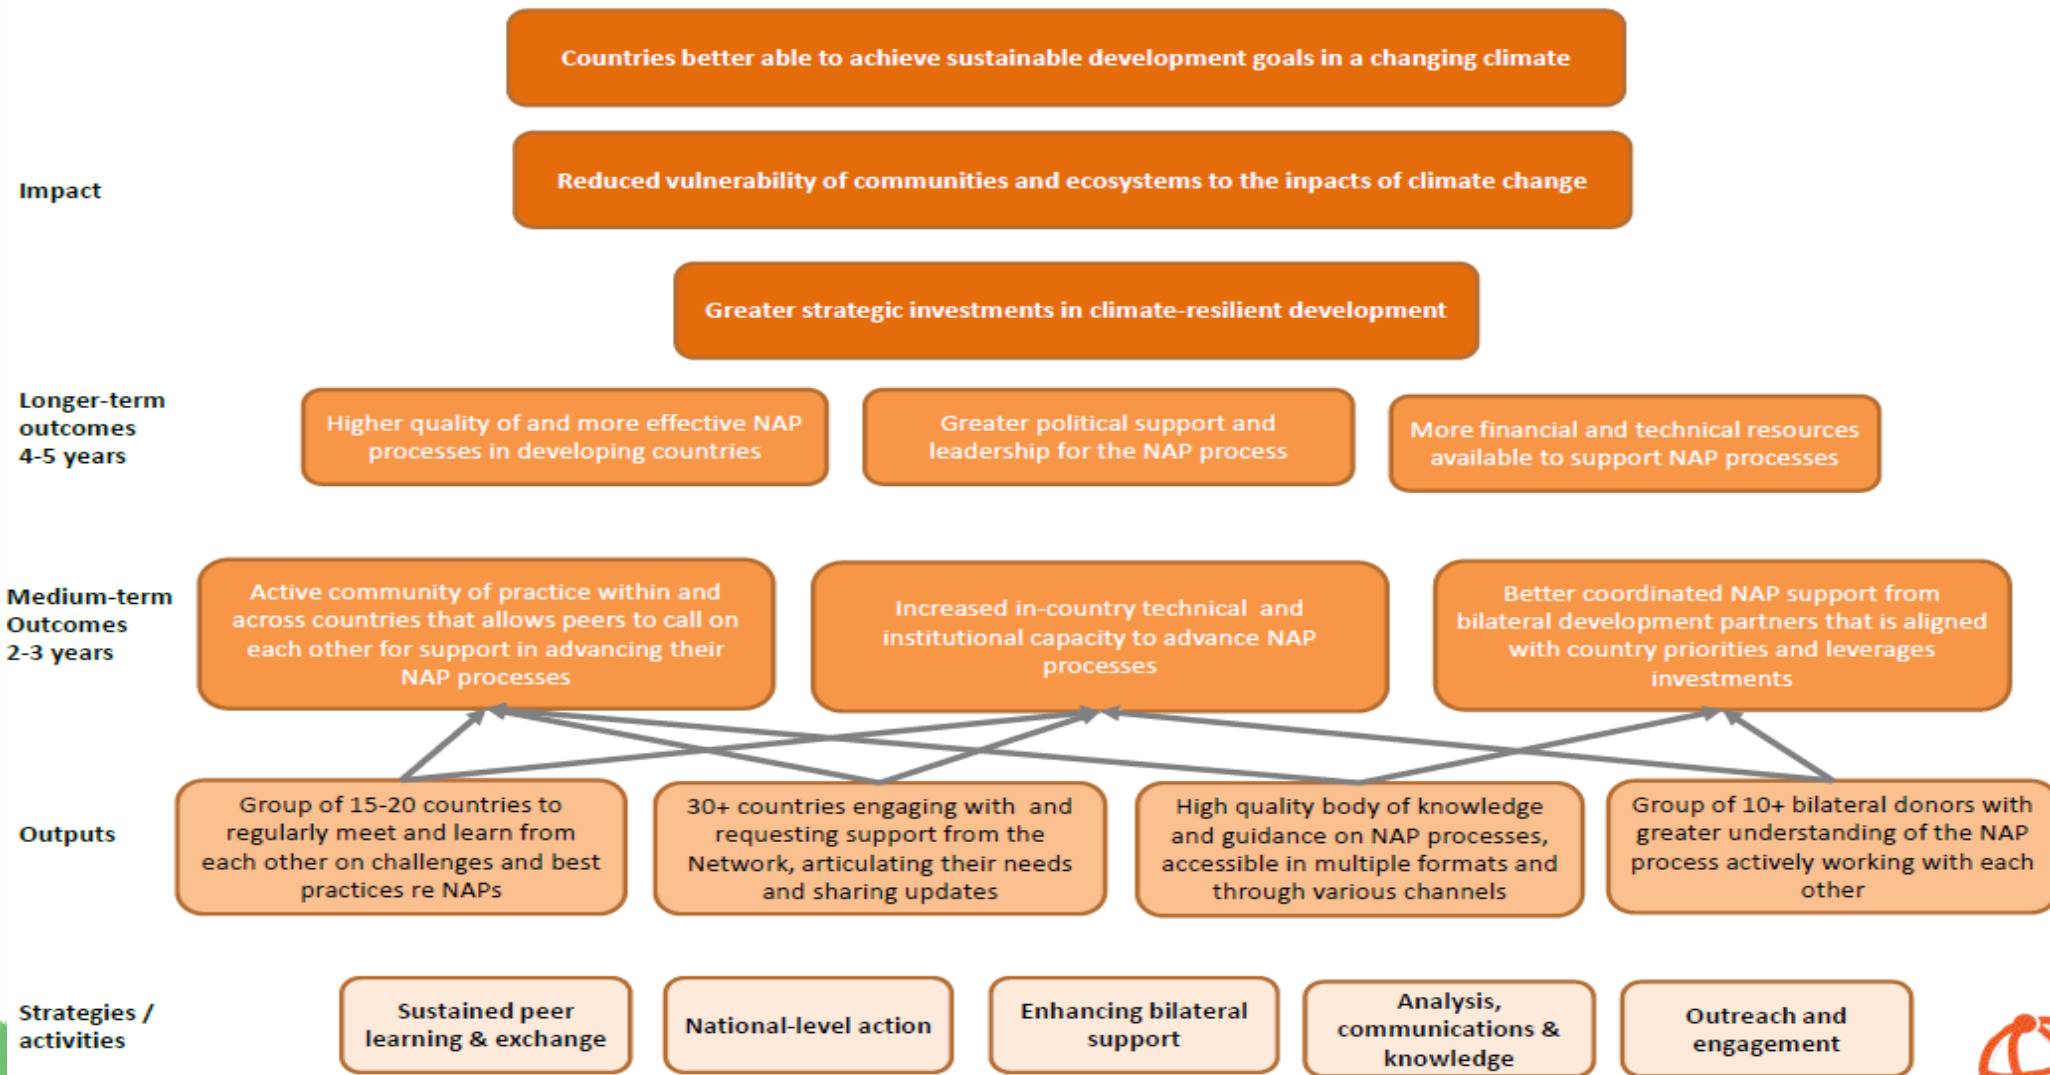 Countries better able to achieve sustainable development goals in a changing climate
Impact
Reduced vulnerability of communities and ecosystems to the inpacts of climate change
Greater strategic investments in climate-resilient development
Longer-term
outcomes
4-5 years
Higher quality of and more effective NAP
processes in developing countries
Greater political support and
leadership for the NAP process
More financial and technical resources
available to support NAP processes
Medium-term
Outcomes
2-3 years
Active community of practice within and
across countries that allows peers to call on
each other for support in advancing their
NAP processes
Increased in-country technical and
institutional capacity to advance NAP
processes
Better coordinated NAP support from
bilateral development partners that is aligned
with country priorities and leverages
investments
Outputs
Group of 15-20 countries to
regularly meet and learn from
each other on challenges and best
practices re NAPs
30+ countries engaging with and
requesting support from the
Network, articulating their needs
and sharing updates
High quality body of knowledge
and guidance on NAP processes,
accessible in multiple formats and
through various channels
Group of 10+ bilateral donors with
greater understanding of the NAP
process actively working with each
other
Strategies /
activities
Sustained peer
learning & exchange
National-level action
Enhancing bilateral
support
Analysis,
communications &
knowledge
Outreach and
engagement